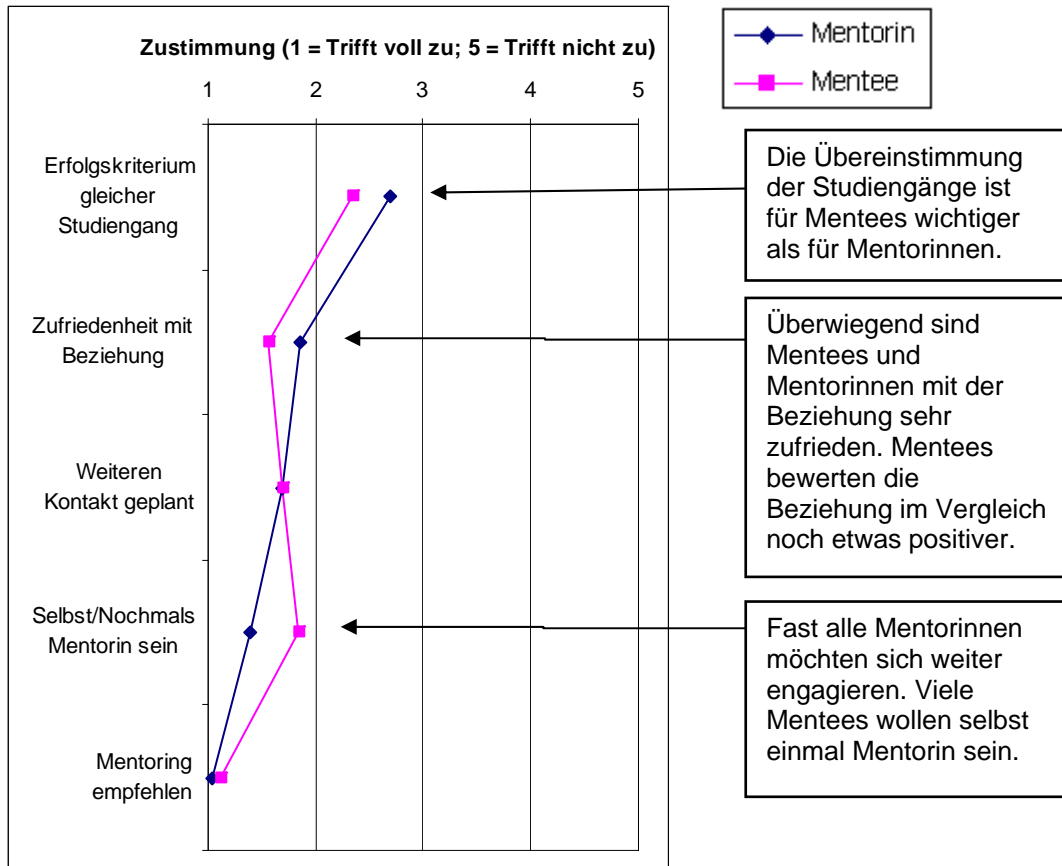 Zustimmung (1 = Trifft voll zu; 5 = Trifft nicht zu)
1 2 3 4 5
Mentorin
Mentee
Erfolgskriterium
gleicher
Studiengang
Die Übereinstimmung
der Studiengänge ist
für Mentees wichtiger
als für Mentorinnen.
Zufriedenheit mit
Beziehung
Überwiegend sind
Mentees und
Mentorinnen mit der
Beziehung sehr
zufrieden. Mentees
bewerten die
Beziehung im Vergleich
noch etwas positiver.
Weiteren
Kontakt geplant
Selbst/Nochmals
Mentorin sein
Fast alle Mentorinnen
möchten sich weiter
engagieren. Viele
Mentees wollen selbst
einmal Mentorin sein.
Mentoring
empfehlen